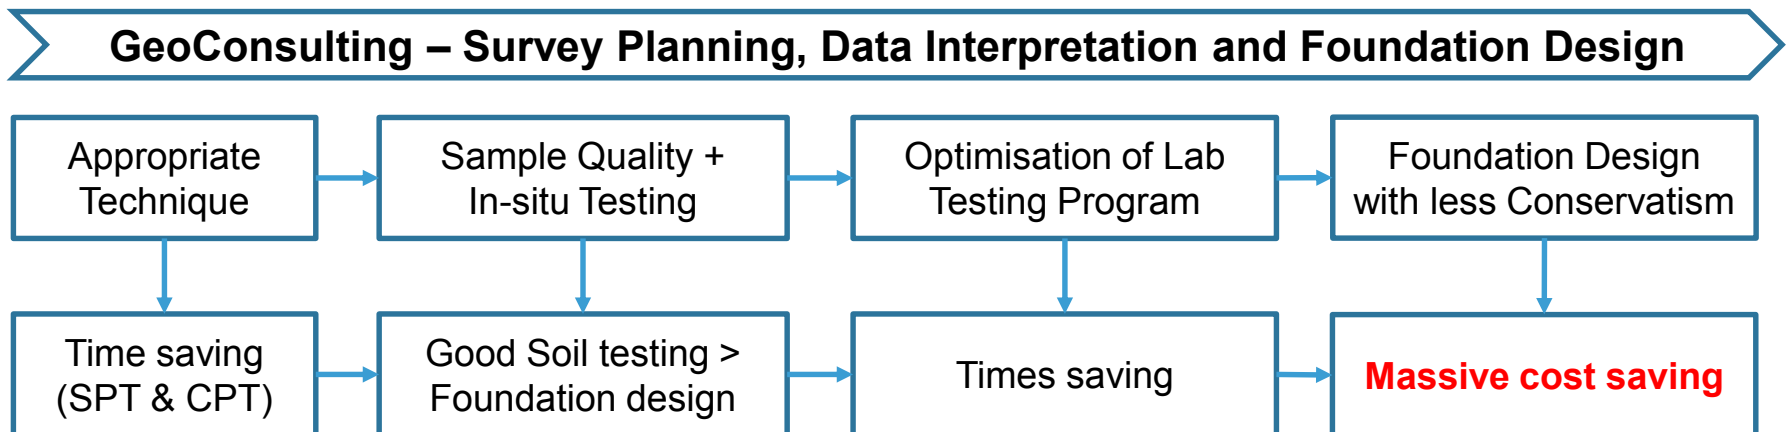 GeoConsulting – Survey Planning, Data Interpretation and Foundation Design
Appropriate
Technique
Sample Quality +
In-situ Testing
Optimisation of Lab
Testing Program
Foundation Design
with less Conservatism
Time saving
(SPT & CPT)
Good Soil testing >
Foundation design
Times saving
Massive cost saving